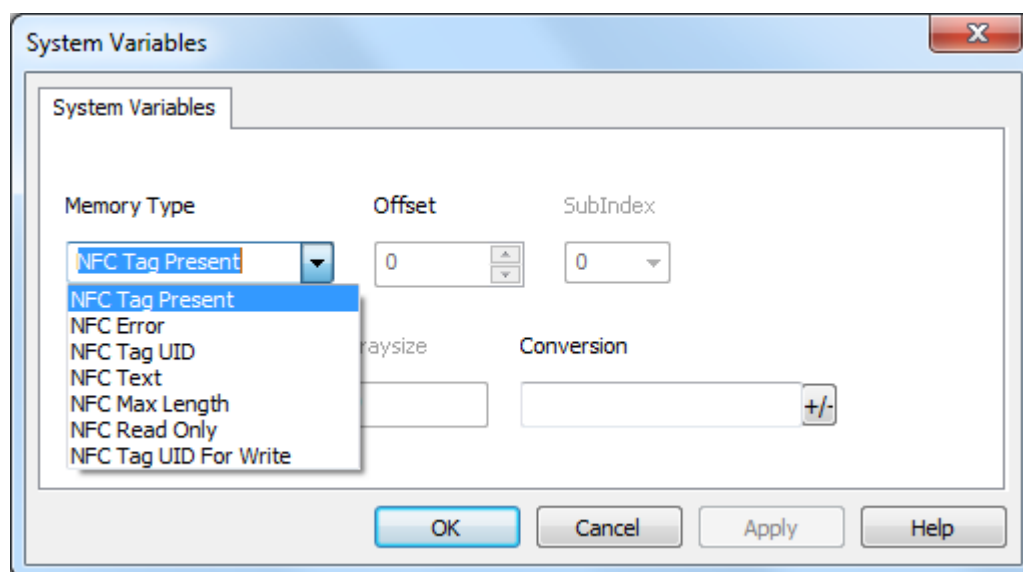 System Variables
System Variables
Memory Type Offset SubIndex
NFC Tag Present 0 0
NFC Tag Present
NFC Error
NFC Tag UID
NFC Text
NFC Max Length
NFC Read Only
NFC Tag UID For Write
raysize Conversion
+/-
OK Cancel Apply Help